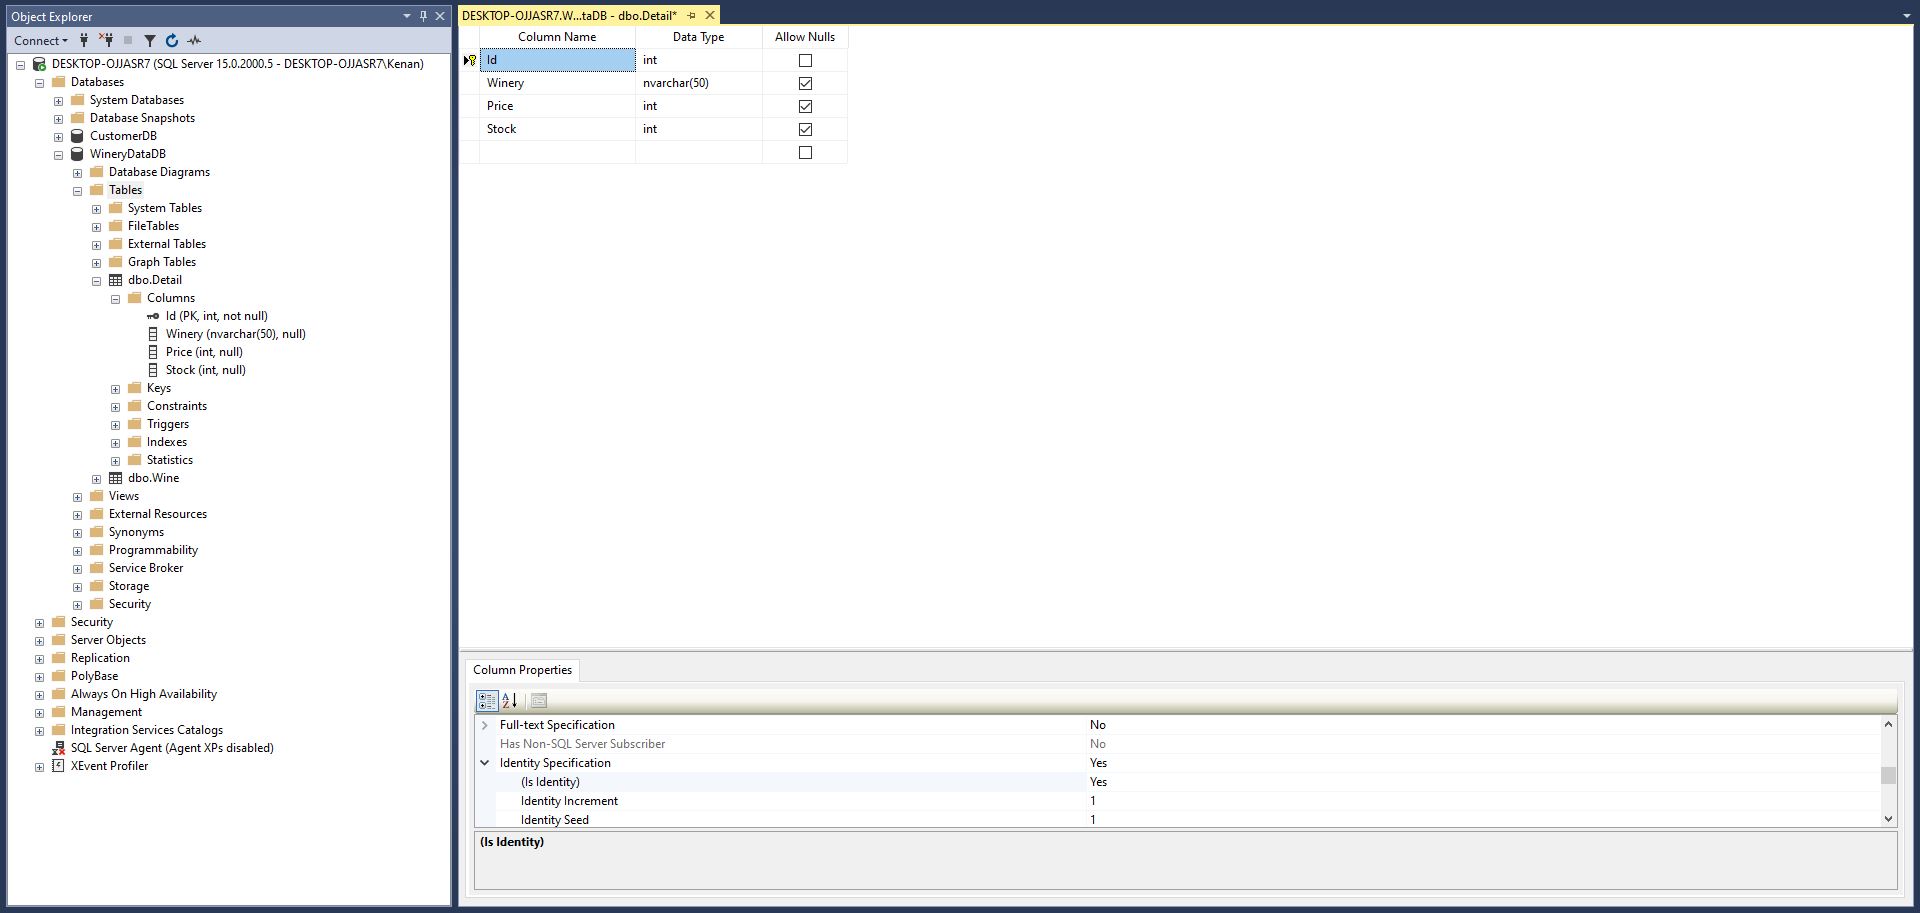 Object Explorer
Connect
DESKTOP-OJJASR7 (SQL Server 15.0.2000.5 - DESKTOP-OJJASR7\Kenan)
Databases
System Databases
Database Snapshots
CustomerDB
WineryDataDB
Database Diagrams
Tables
System Tables
FileTables
External Tables
Graph Tables
dbo.Detail
Columns
Id (PK, int, not null)
Winery (nvarchar(50), null)
Price (int, null)
Stock (int, null)
Keys
Constraints
Triggers
Indexes
Statistics
dbo.Wine
Views
External Resources
Synonyms
Programmability
Service Broker
Storage
Security
Security
Server Objects
Replication
PolyBase
Always On High Availability
Management
Integration Services Catalogs
SQL Server Agent (Agent XPs disabled)
XEvent Profiler
DESKTOP-OJJASR7.W...taDB - dbo.Detail*
Column Name Data Type Allow Nulls
Id int
Winery nvarchar(50)
Price int
Stock int
Column Properties
Full-text Specification No
Has Non-SQL Server Subscriber No
Identity Specification Yes
(Is Identity) Yes
Identity Increment 1
Identity Seed 1
(Is Identity)